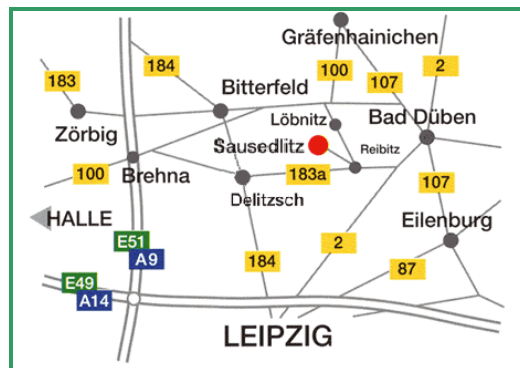 Gräfenhainichen
183
184
100
107
2
Bitterfeld
Zörbig
Löbnitz
Bad Düben
Sausedlitz
Reibitz
100
Brehna
183a
107
Delitzsch
HALLE
E51
A9
184
2
Eilenburg
87
E49
A14
LEIPZIG